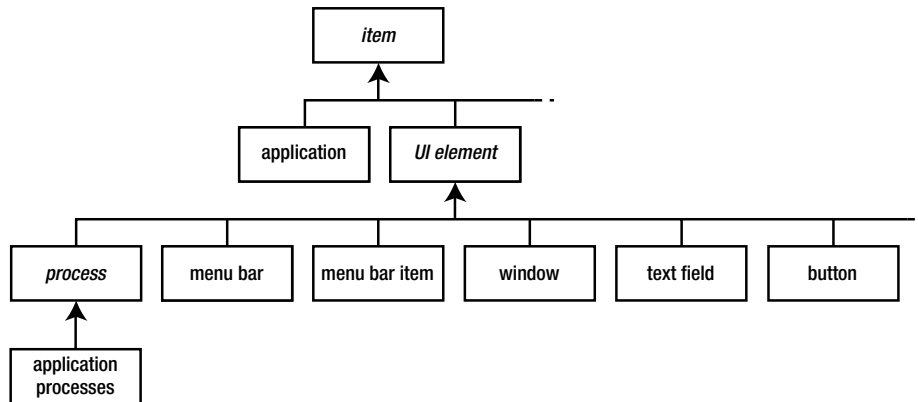 item
application
UI element
process
menu bar
menu bar item
window
text field
button
application
processes